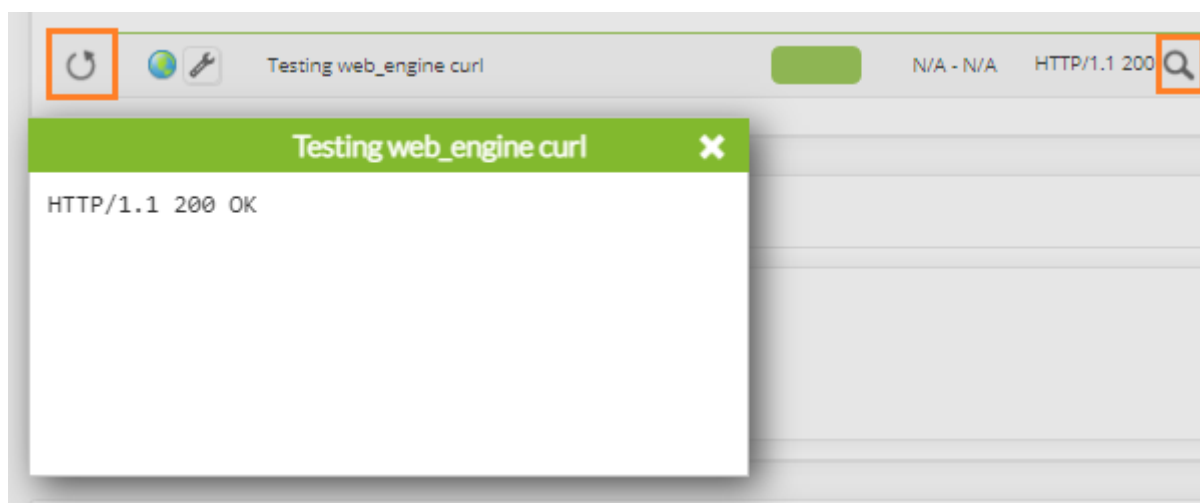 Testing web_engine curl N/A - N/A HTTP/1.1 200
Testing web_engine curl
HTTP/1.1 200 OK